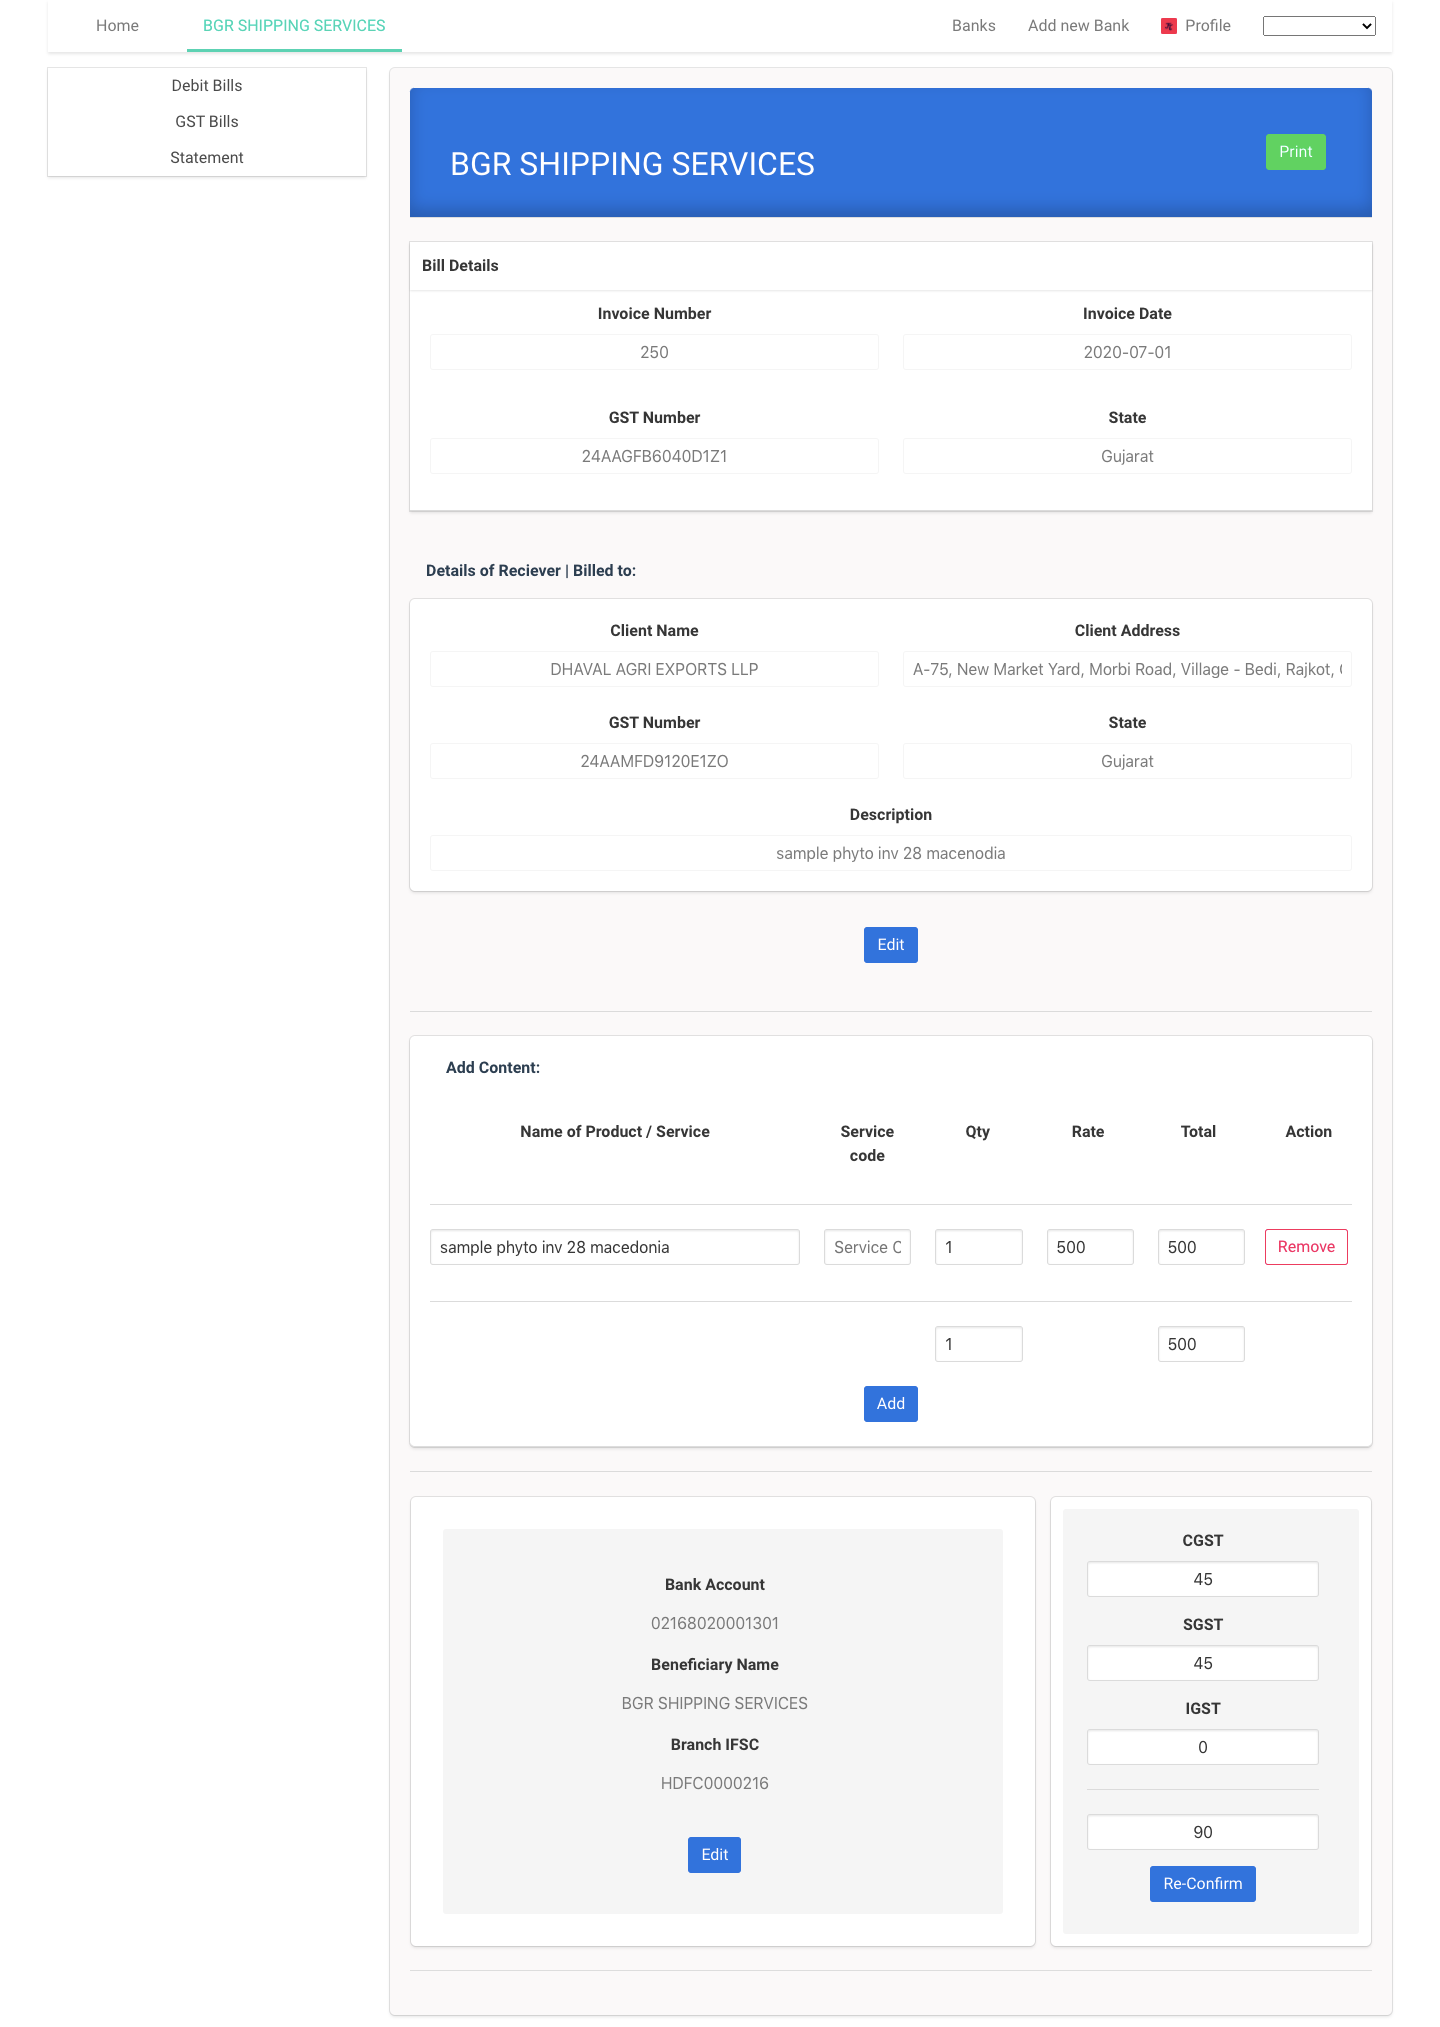 Home
BGR SHIPPING SERVICES
Banks
Add new Bank
Profile
Debit Bills
GST Bills
Statement
BGR SHIPPING SERVICES
Print
Bill Details
Invoice Number
Invoice Date
250
2020-07-01
GST Number
State
24AAGFB6040D1Z1
Gujarat
Details of Reciever | Billed to:
Client Name
Client Address
DHAVAL AGRI EXPORTS LLP
A-75, New Market Yard, Morbi Road, Village - Bedi, Rajkot,
GST Number
State
24AAMFD9120E1ZO
Gujarat
Description
sample phyto inv 28 macenodia
Edit
Add Content:
Name of Product / Service
Service code
Qty
Rate
Total
Action
sample phyto inv 28 macedonia
Service C
1
500
500
Remove
1
500
Add
Bank Account
02168020001301
Beneficiary Name
BGR SHIPPING SERVICES
Branch IFSC
HDFC0000216
Edit
CGST
45
SGST
45
IGST
0
90
Re-Confirm